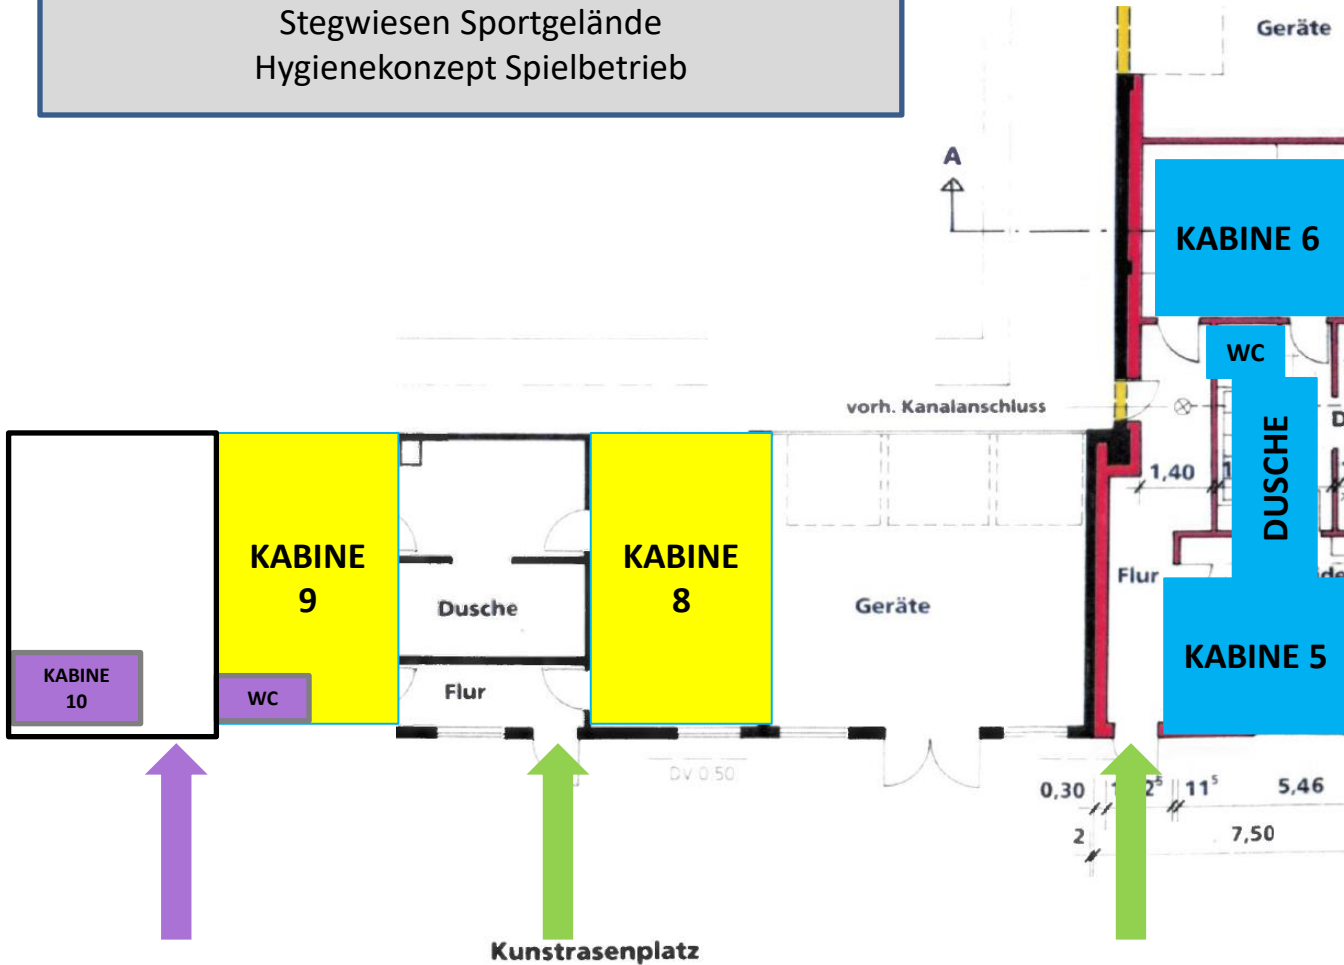 Stegwiesen Sportgelände
Hygienekonzept Spielbetrieb
Geräte
A
KABINE 6
WC
vorh. Kanalanschluss
DUSCHE
D
1,40
KABINE
9
KABINE
8
Dusche
Geräte
Flur
KABINE 5
KABINE
10
WC
Flur
DV 0.50
0,30
11⁵
5,46
2
7,50
Kunstrasenplatz